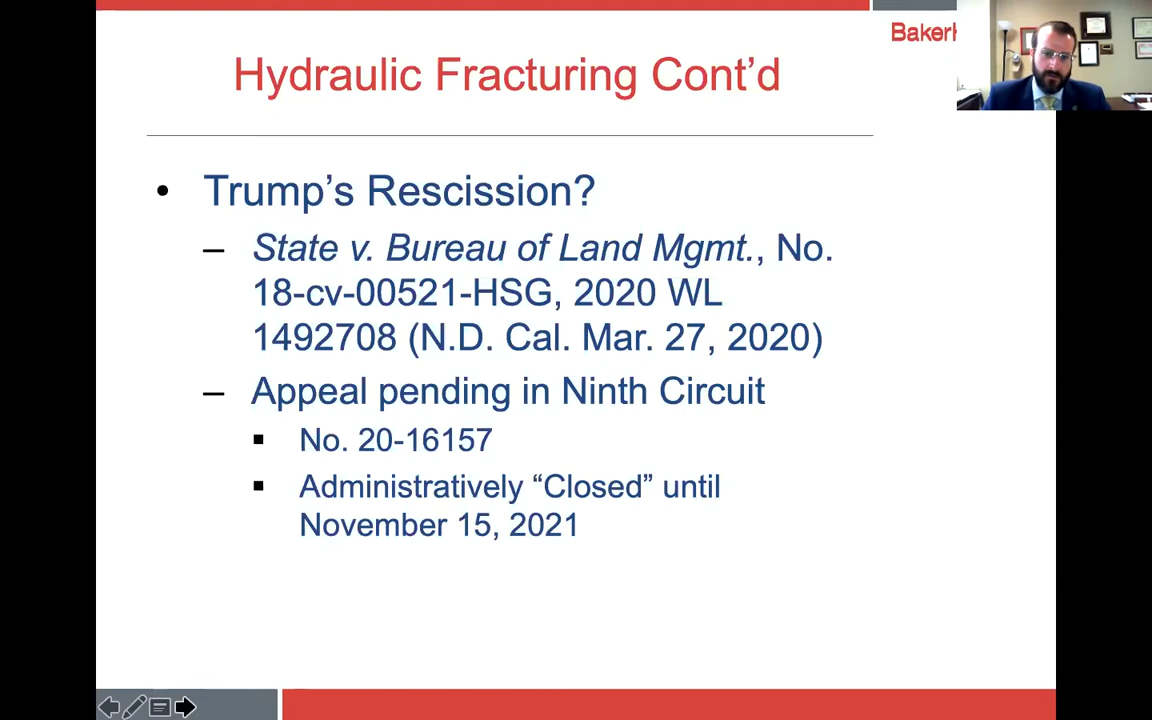 Baker
Hydraulic Fracturing Cont’d
• Trump’s Rescission?
– State v. Bureau of Land Mgmt., No.
18-cv-00521-HSG, 2020 WL
1492708 (N.D. Cal. Mar. 27, 2020)
– Appeal pending in Ninth Circuit
▪ No. 20-16157
▪ Administratively “Closed” until
November 15, 2021